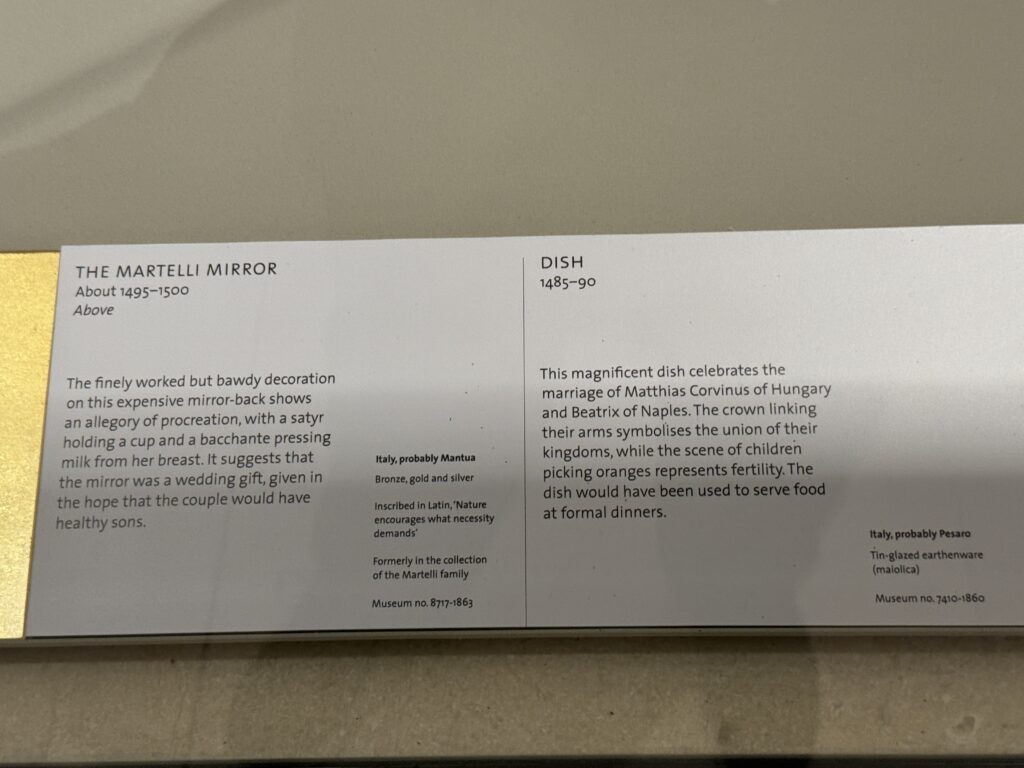 THE MARTELLI MIRROR
About 1495–1500
Above
The finely worked but bawdy decoration
on this expensive mirror-back shows
an allegory of procreation, with a satyr
holding a cup and a bacchante pressing
milk from her breast. It suggests that
the mirror was a wedding gift, given in
the hope that the couple would have
healthy sons.
Italy, probably Mantua
Bronze, gold and silver
Inscribed in Latin, ‘Nature
encourages what necessity
demands’
Formerly in the collection
of the Martelli family
Museum no. 8717-1863
DISH
1485–90
This magnificent dish celebrates the
marriage of Matthias Corvinus of Hungary
and Beatrix of Naples. The crown linking
their arms symbolises the union of their
kingdoms, while the scene of children
picking oranges represents fertility. The
dish would have been used to serve food
at formal dinners.
Italy, probably Pesaro
Tin-glazed earthenware
(maiolica)
Museum no. 7410-1860